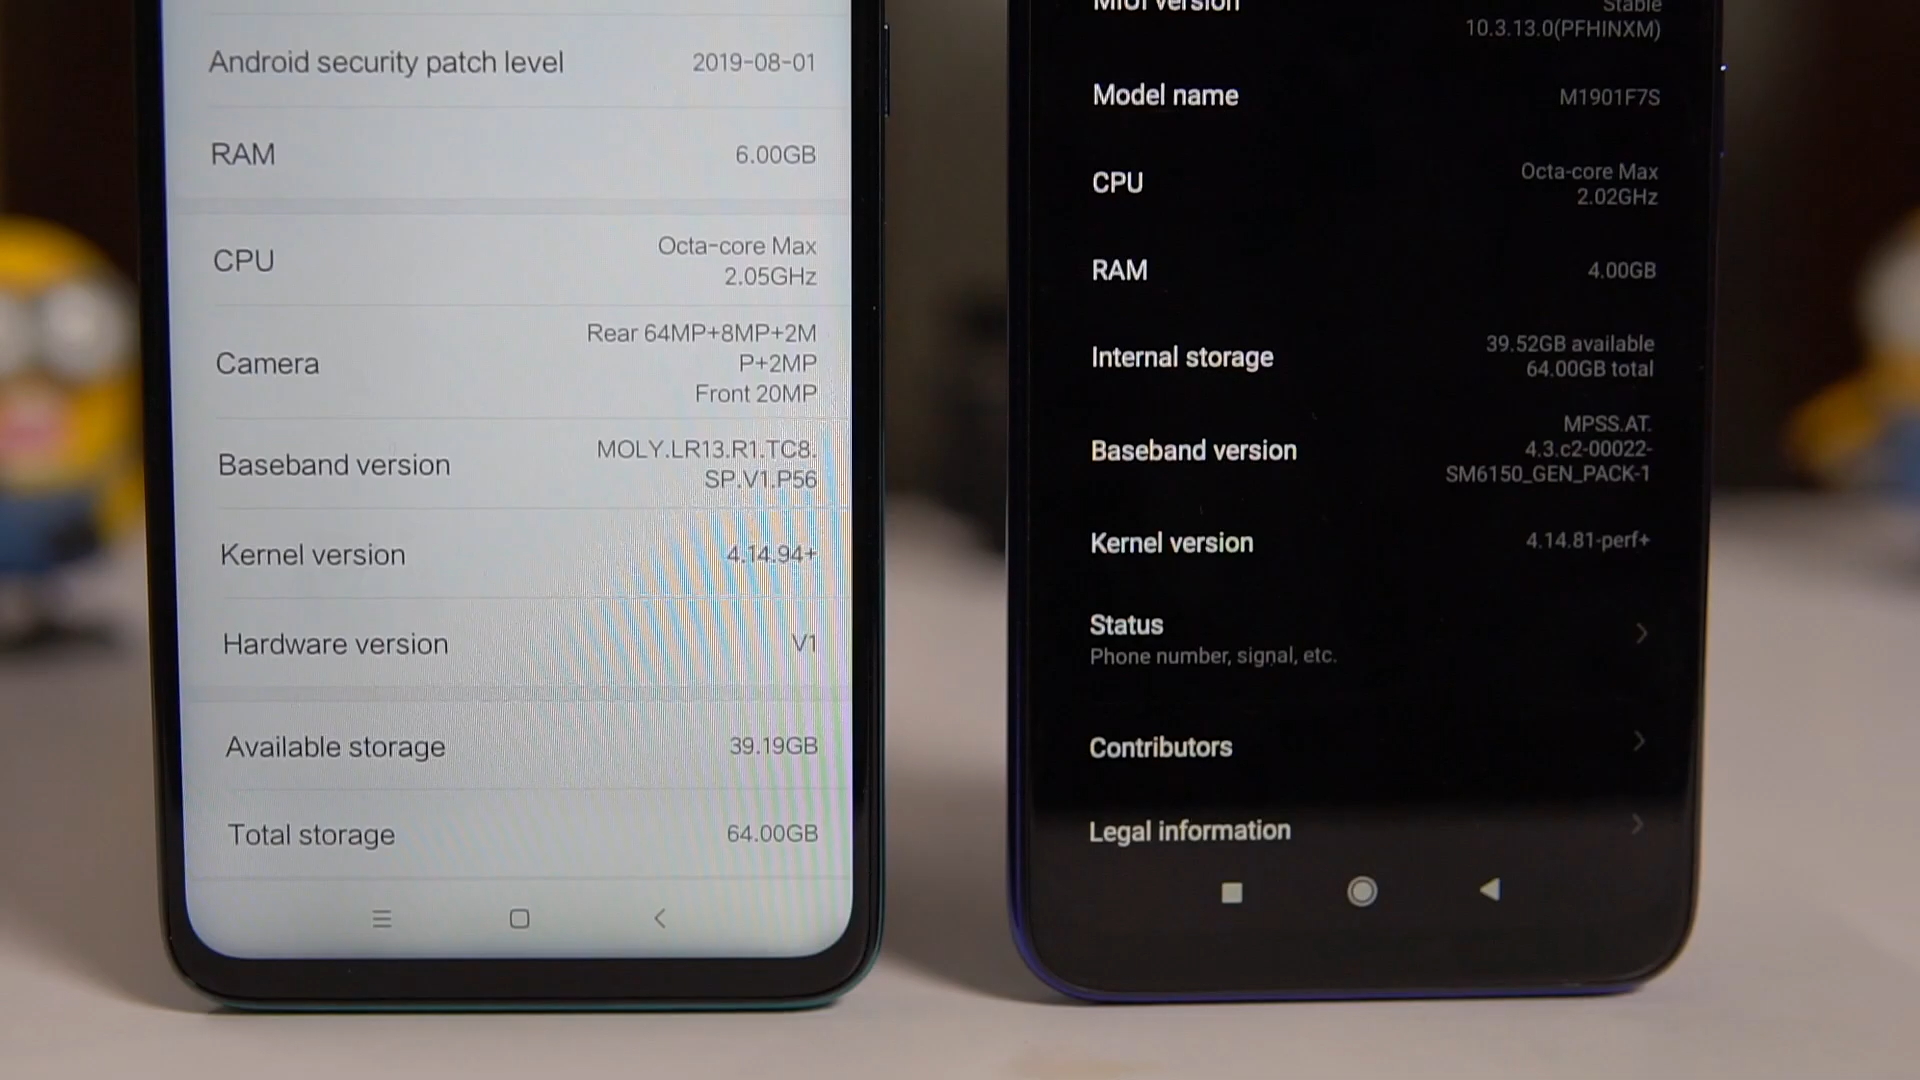 Android security patch level
2019-08-01
RAM
6.00GB
CPU
Octa-core Max
2.05GHz
Camera
Rear 64MP+8MP+2M
P+2MP
Front 20MP
Baseband version
MOLY.LR13.R1.TC8.
SP.V1.P56
Kernel version
4.14.94+
Hardware version
V1
Available storage
39.19GB
Total storage
64.00GB
MIUI version
Stable
10.3.13.0(PFHINXM)
Model name
M1901F7S
CPU
Octa-core Max
2.02GHz
RAM
4.00GB
Internal storage
39.52GB available
64.00GB total
Baseband version
MPSS.AT.
4.3.c2-00022-
SM6150_GEN_PACK-1
Kernel version
4.14.81-perf+
Status
Phone number, signal, etc.
Contributors
Legal information